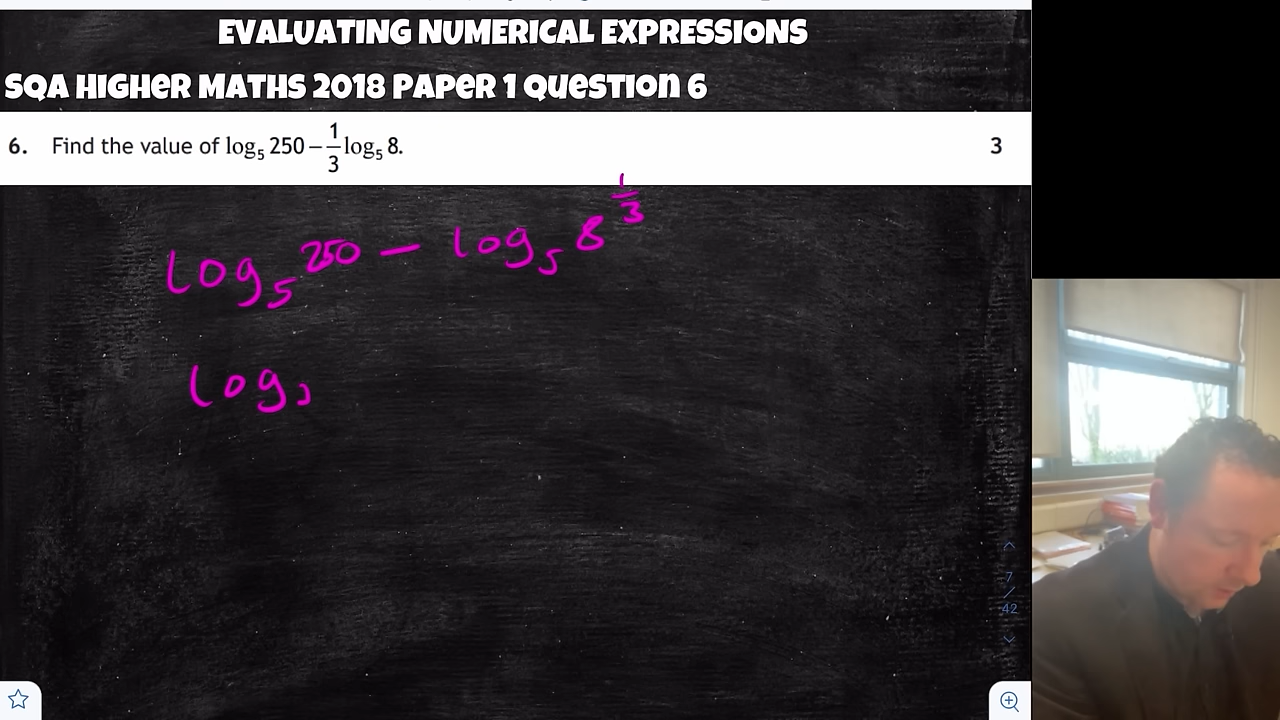 EVALUATING NUMERICAL EXPRESSIONS
SQA HIGHER MATHS 2018 PAPER 1 QUESTION 6
6. Find the value of log₅ 250 − 1/3 log₅ 8. 3
log₅ 250 − log₅ 8^(1/3)
log
7
/
42